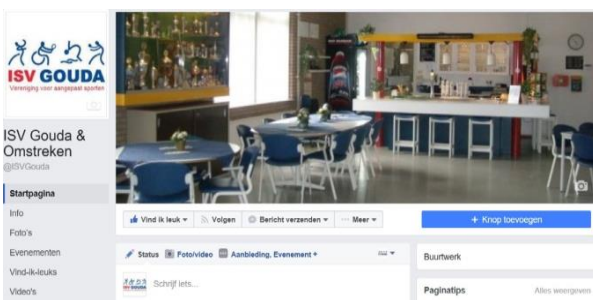 ISV GOUDA
Vereniging voor aangepast sporten
ISV Gouda &
Omstreken
@ISVGouda
Startpagina
Info
Foto's
Evenementen
Vind-ik-leuks
Video's
Vind ik leuk
Volgen
Bericht verzenden
Meer
+ Knop toevoegen
Status
Foto/video
Aanbieding, Evenement +
Schrijf iets...
Buurtwerk
Paginatips
Alles weergeven